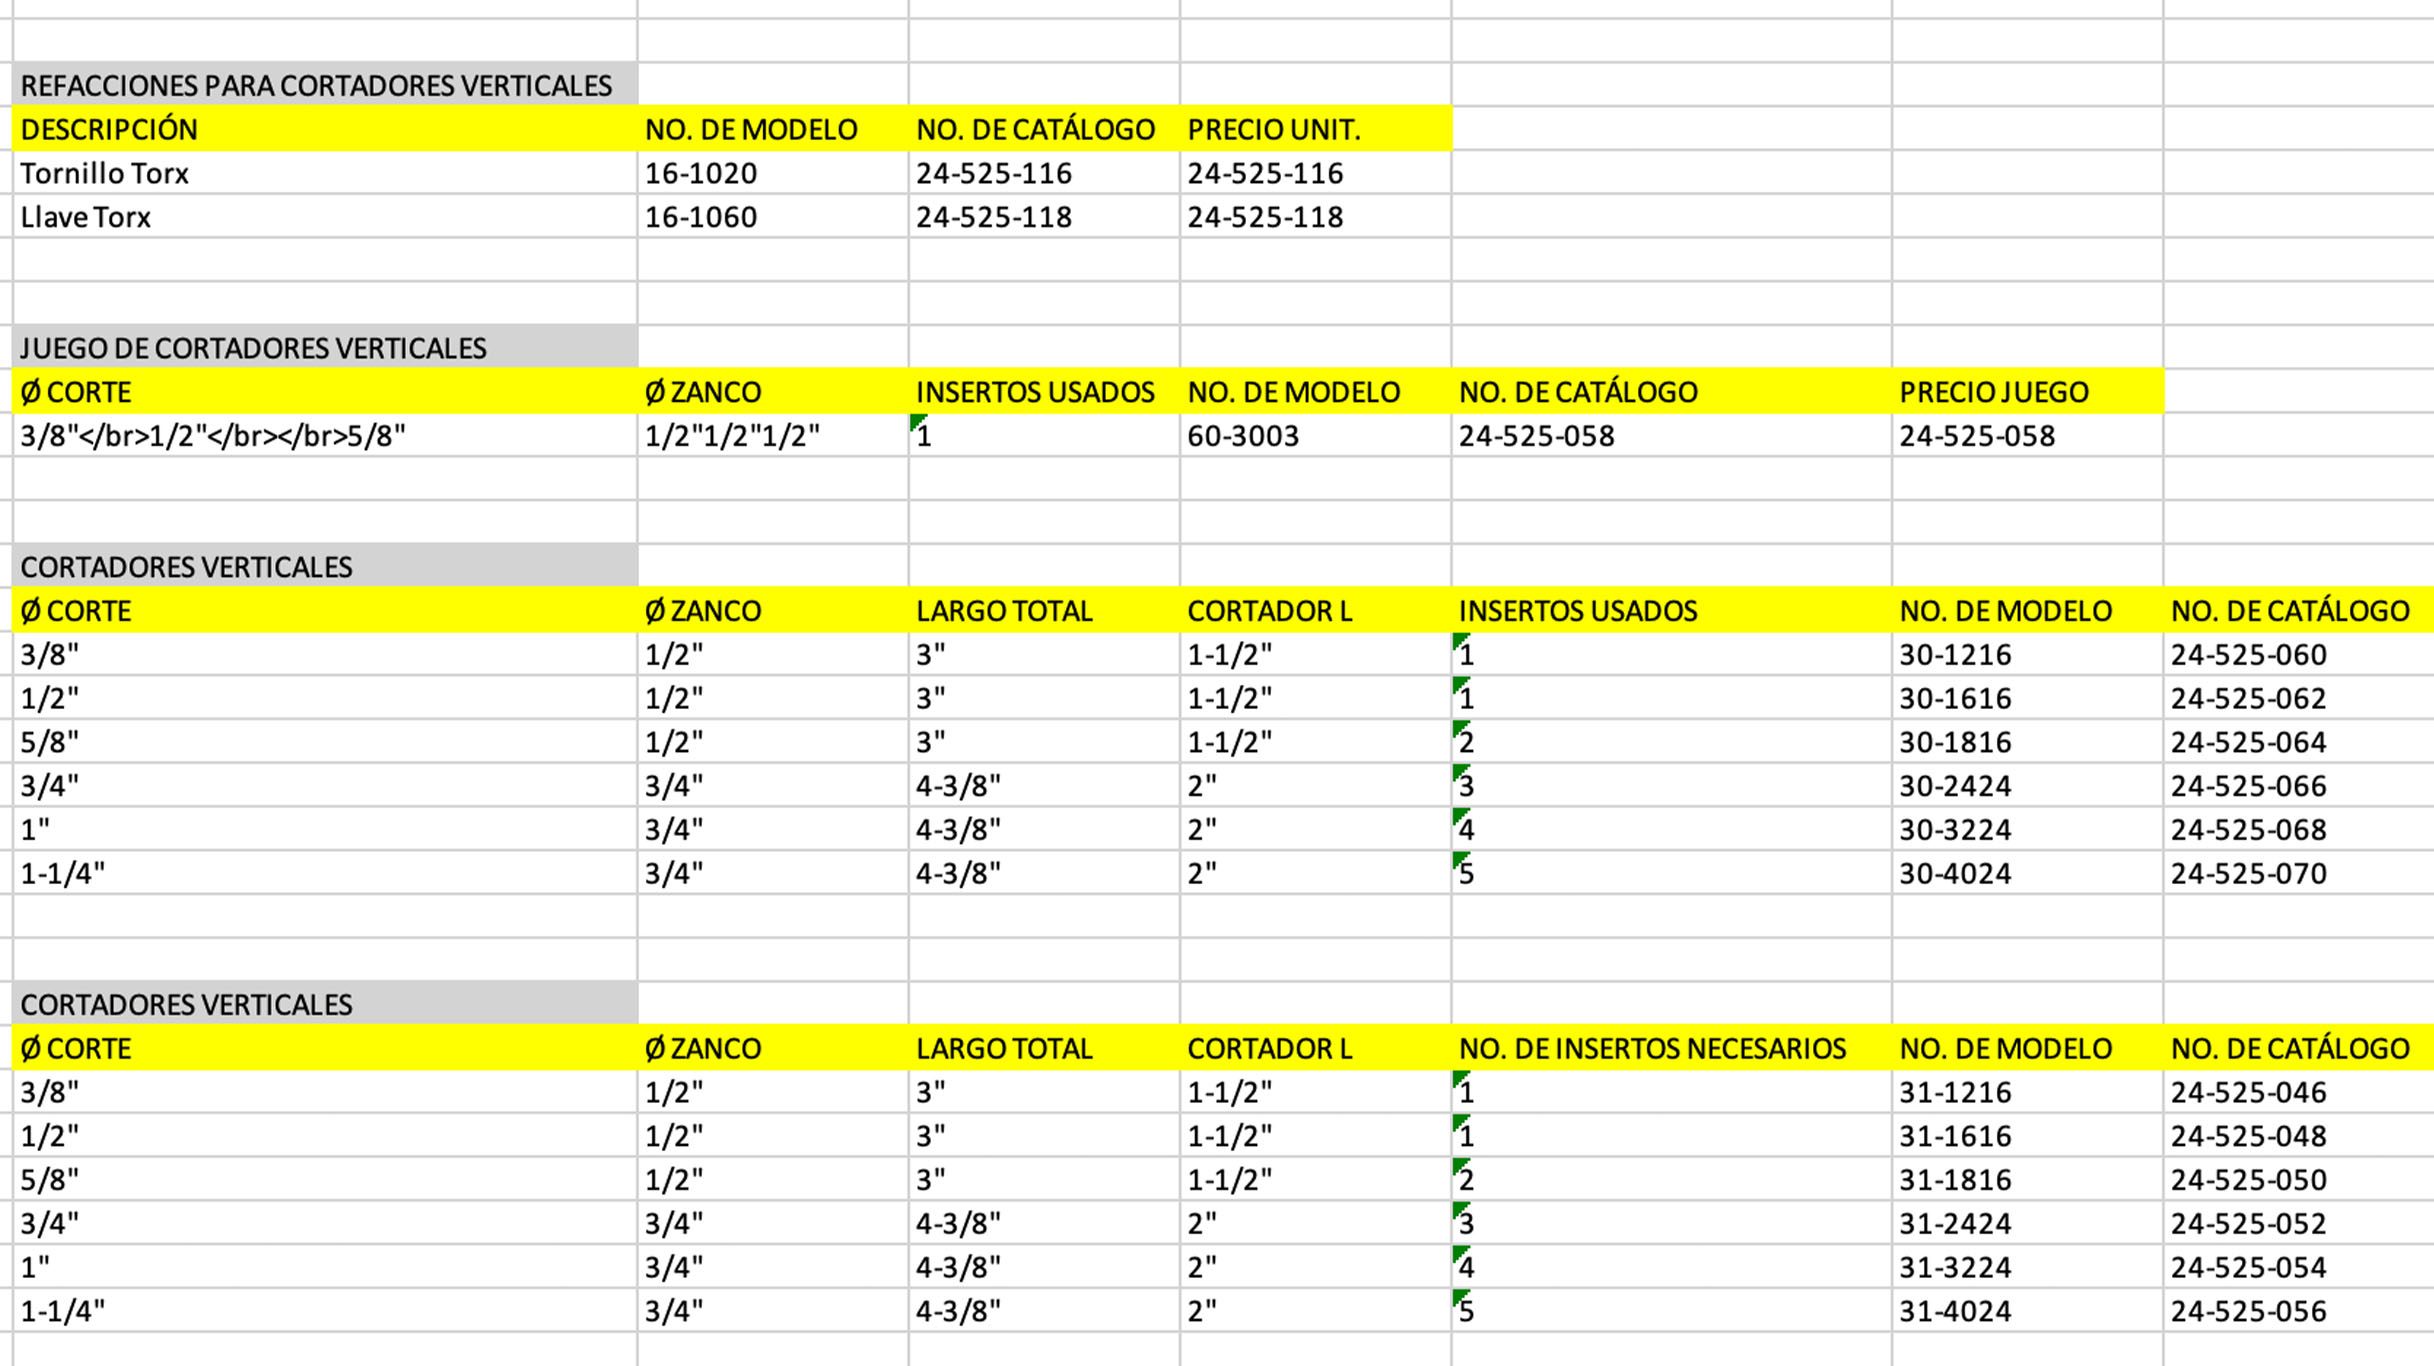 REFACCIONES PARA CORTADORES VERTICALES
DESCRIPCIÓN NO. DE MODELO NO. DE CATÁLOGO PRECIO UNIT.
Tornillo Torx 16-1020 24-525-116 24-525-116
Llave Torx 16-1060 24-525-118 24-525-118
JUEGO DE CORTADORES VERTICALES
Ø CORTE Ø ZANCO INSERTOS USADOS NO. DE MODELO NO. DE CATÁLOGO PRECIO JUEGO
3/8"</br>1/2"</br></br>5/8" 1/2"1/2"1/2" 1 60-3003 24-525-058 24-525-058
CORTADORES VERTICALES
Ø CORTE Ø ZANCO LARGO TOTAL CORTADOR L INSERTOS USADOS NO. DE MODELO NO. DE CATÁLOGO
3/8" 1/2" 3" 1-1/2" 1 30-1216 24-525-060
1/2" 1/2" 3" 1-1/2" 1 30-1616 24-525-062
5/8" 1/2" 3" 1-1/2" 2 30-1816 24-525-064
3/4" 3/4" 4-3/8" 2" 3 30-2424 24-525-066
1" 3/4" 4-3/8" 2" 4 30-3224 24-525-068
1-1/4" 3/4" 4-3/8" 2" 5 30-4024 24-525-070
CORTADORES VERTICALES
Ø CORTE Ø ZANCO LARGO TOTAL CORTADOR L NO. DE INSERTOS NECESARIOS NO. DE MODELO NO. DE CATÁLOGO
3/8" 1/2" 3" 1-1/2" 1 31-1216 24-525-046
1/2" 1/2" 3" 1-1/2" 1 31-1616 24-525-048
5/8" 1/2" 3" 1-1/2" 2 31-1816 24-525-050
3/4" 3/4" 4-3/8" 2" 3 31-2424 24-525-052
1" 3/4" 4-3/8" 2" 4 31-3224 24-525-054
1-1/4" 3/4" 4-3/8" 2" 5 31-4024 24-525-056